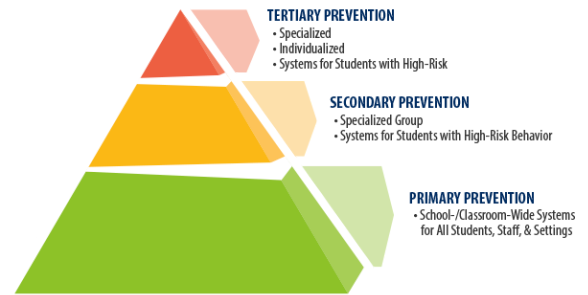 TERTIARY PREVENTION
• Specialized
• Individualized
• Systems for Students with High-Risk
SECONDARY PREVENTION
• Specialized Group
• Systems for Students with High-Risk Behavior
PRIMARY PREVENTION
• School-/Classroom-Wide Systems
for All Students, Staff, & Settings